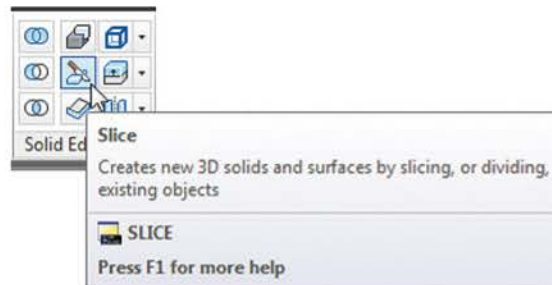 Solid Ed
Slice
Creates new 3D solids and surfaces by slicing, or dividing,
existing objects
SLICE
Press F1 for more help